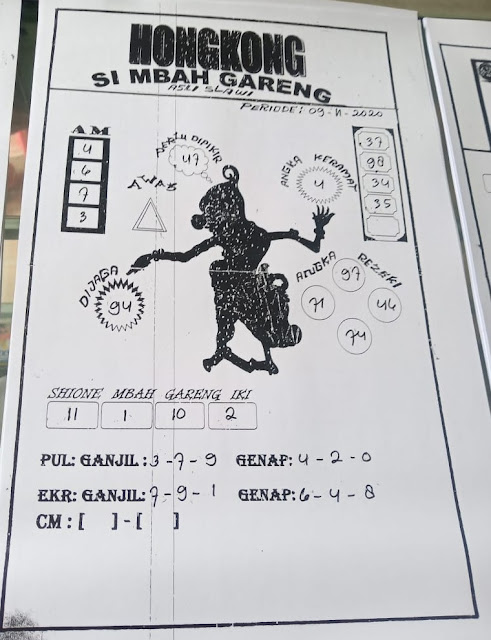 HONGKONG
SI MBAH GARENG
ASLI SLAWI
PERIODE: 09-11-2020
AM
4
6
7
3
PERLU DIPIKIR
47
AJAB
ANGKA KERAMAT
4
37
98
34
35
DIJAGA
94
ANGKA REZEKI
97
71
44
74
SHIONE MBAH GARENG IKI
11 1 10 2
PUL: GANJIL: 3-7-9 GENAP: 4-2-0
EKR: GANJIL: 7-9-1 GENAP: 6-4-8
CM : [ ] - [ ]